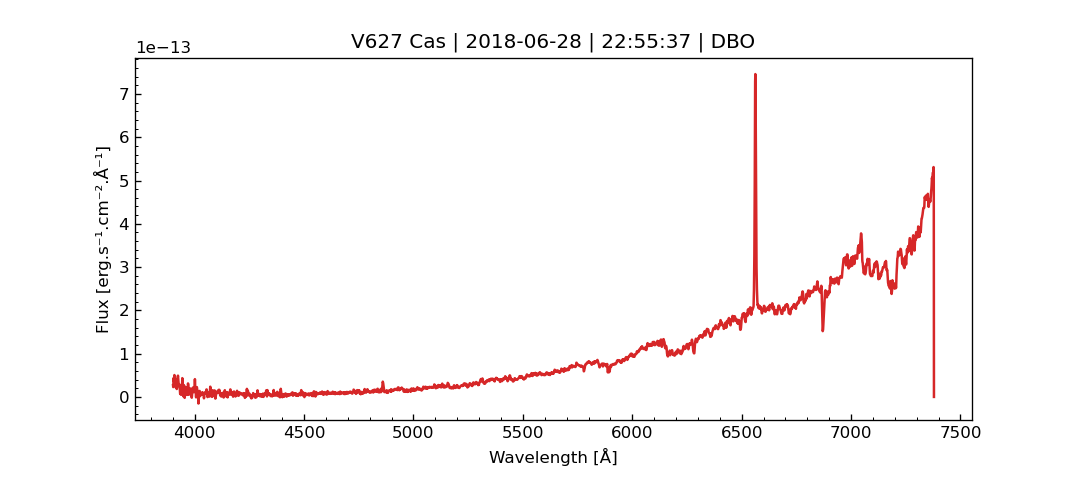 V627 Cas | 2018-06-28 | 22:55:37 | DBO
1e−13
7
6
5
4
3
2
1
0
Flux [erg.s⁻¹.cm⁻².Å⁻¹]
4000 4500 5000 5500 6000 6500 7000 7500
Wavelength [Å]